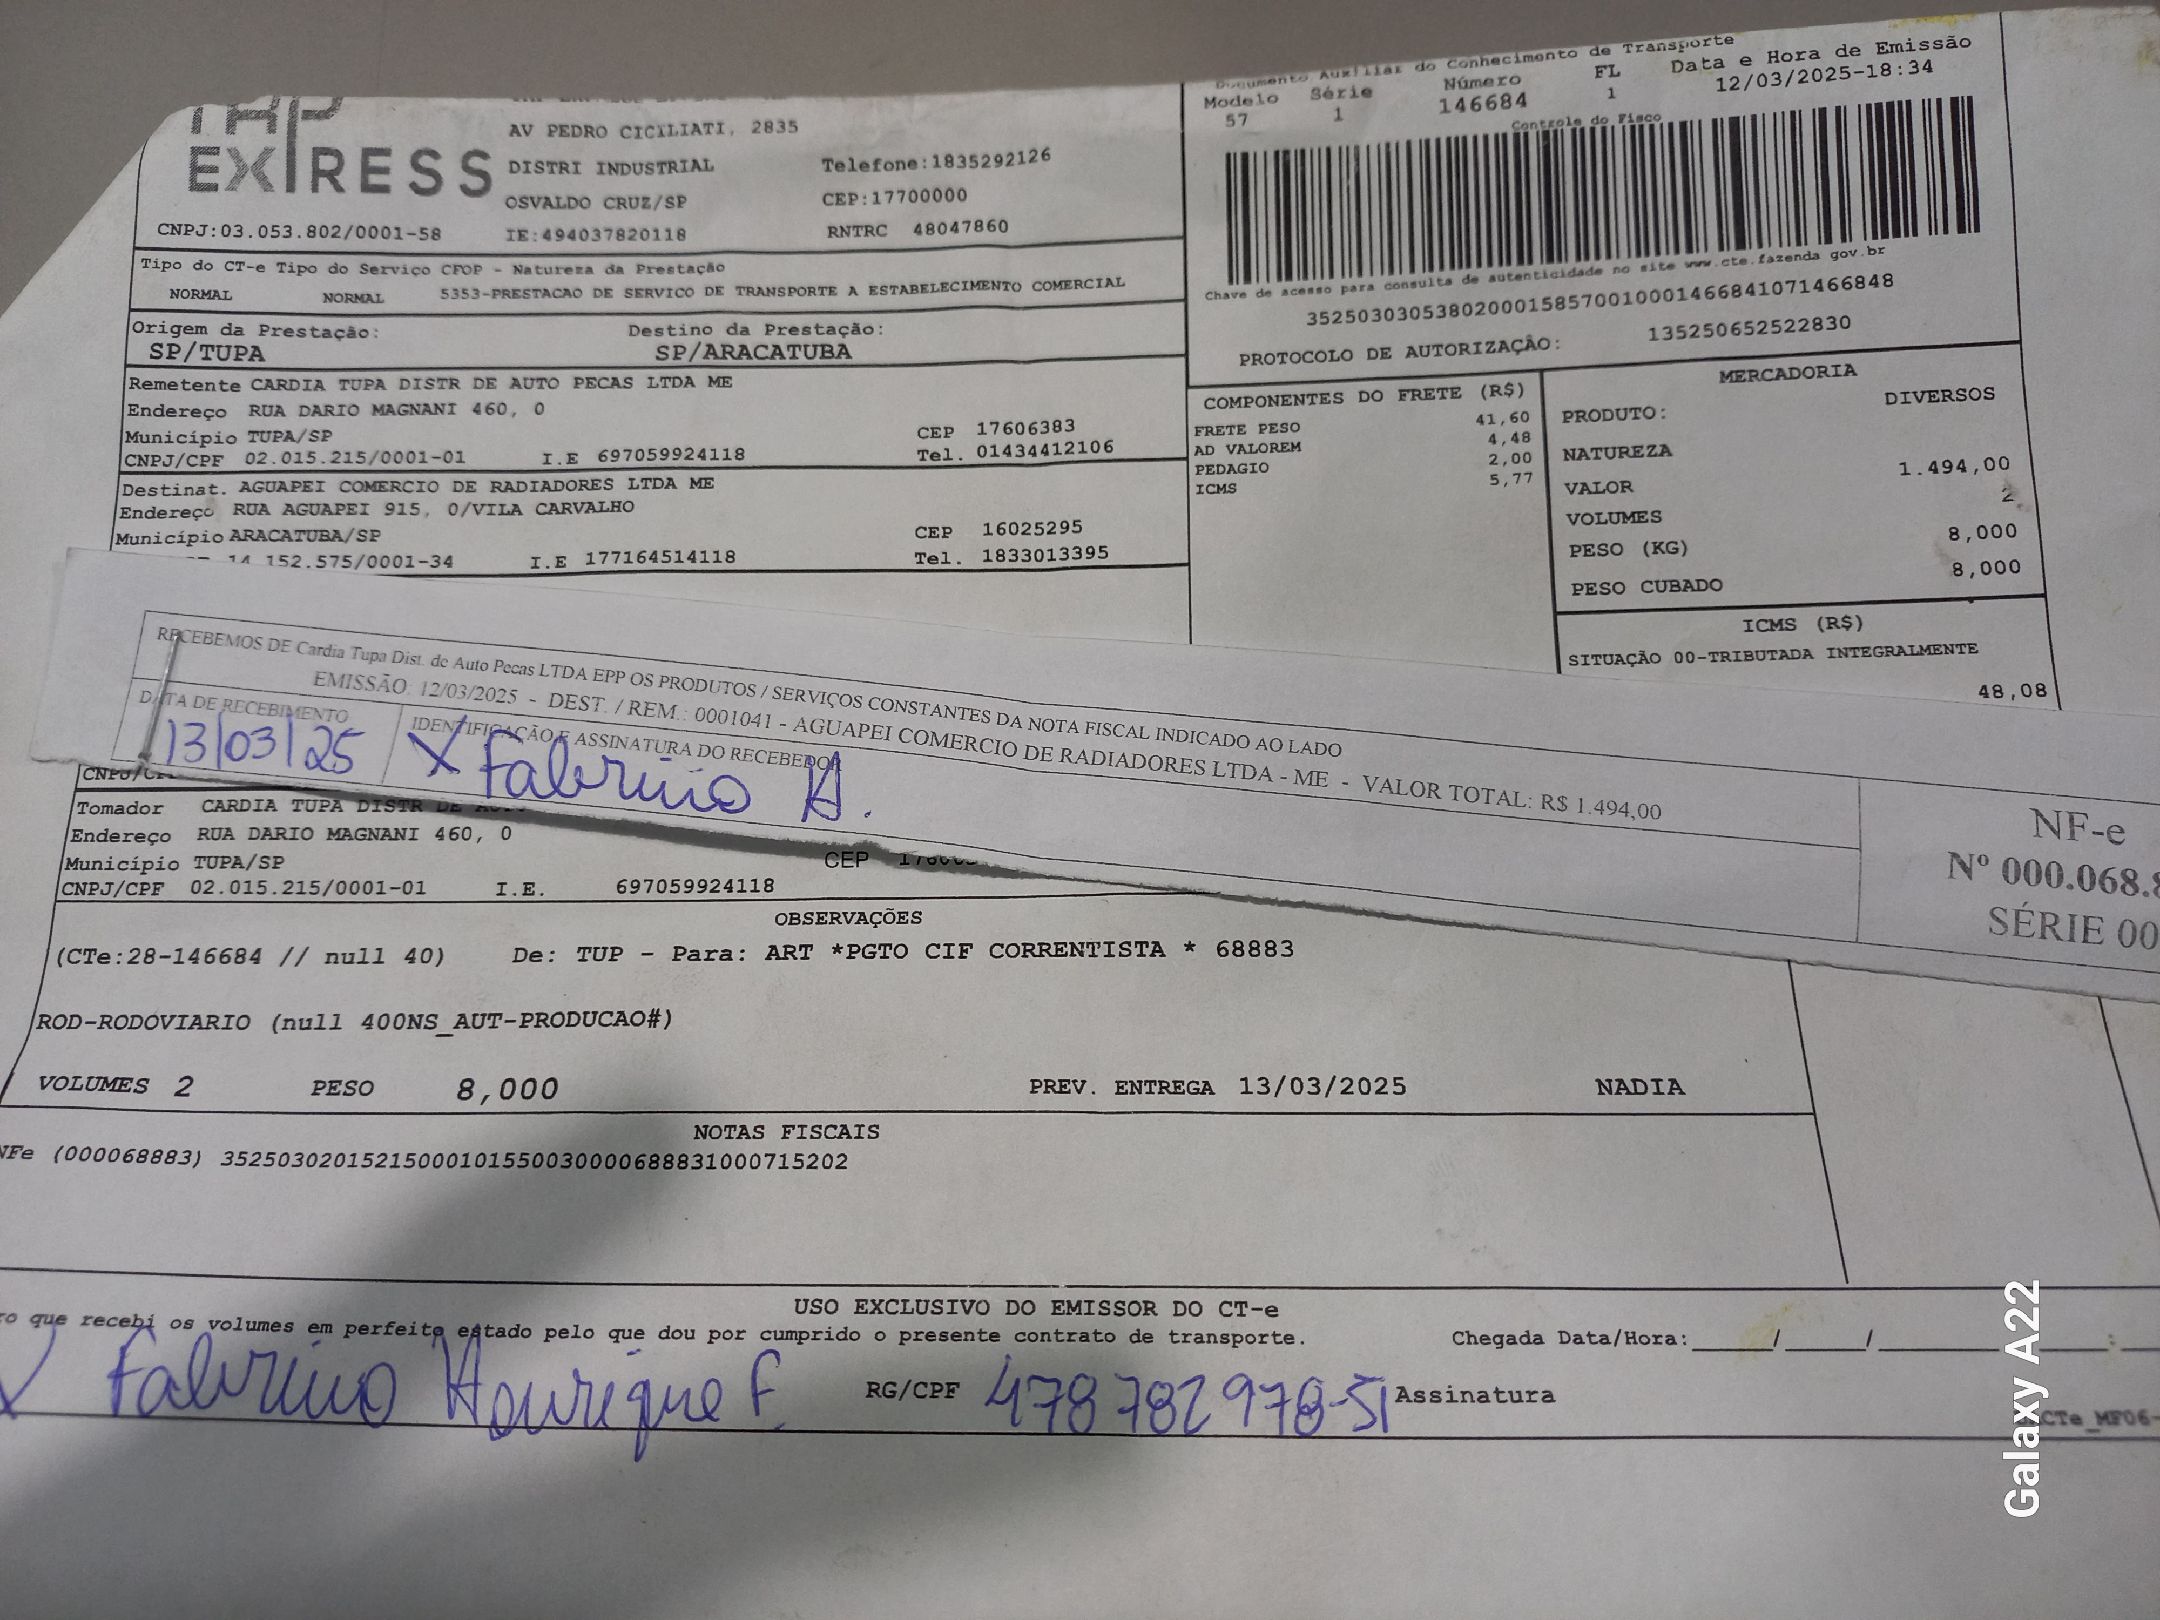 EXPRESS
AV PEDRO CICILIATI, 2835
DISTRI INDUSTRIAL
Telefone:1835292126
OSVALDO CRUZ/SP
CEP:17700000
CNPJ:03.053.802/0001-58
IE:494037820118
RNTRC 48047860
Documento Auxiliar do Conhecimento de Transporte
Modelo Série Número FL Data e Hora de Emissão
57 1 146684 1 12/03/2025-18:34
Controle do Fisco
Chave de acesso para consulta de autenticidade no site www.cte.fazenda gov.br
35250303053802000158570010001466841071466848
PROTOCOLO DE AUTORIZAÇÃO: 135250652522830
Tipo do CT-e Tipo do Serviço CFOP - Natureza da Prestação
NORMAL NORMAL 5353-PRESTACAO DE SERVICO DE TRANSPORTE A ESTABELECIMENTO COMERCIAL
Origem da Prestação: Destino da Prestação:
SP/TUPA SP/ARACATUBA
Remetente CARDIA TUPA DISTR DE AUTO PECAS LTDA ME
Endereço RUA DARIO MAGNANI 460, 0
Município TUPA/SP CEP 17606383
CNPJ/CPF 02.015.215/0001-01 I.E 697059924118 Tel. 01434412106
Destinat. AGUAPEI COMERCIO DE RADIADORES LTDA ME
Endereço RUA AGUAPEI 915, 0/VILA CARVALHO
Município ARACATUBA/SP CEP 16025295
14 152.575/0001-34 I.E 177164514118 Tel. 1833013395
COMPONENTES DO FRETE (R$)
FRETE PESO 41,60
AD VALOREM 4,48
PEDAGIO 2,00
ICMS 5,77
MERCADORIA
PRODUTO: DIVERSOS
NATUREZA
VALOR 1.494,00
VOLUMES 2
PESO (KG) 8,000
PESO CUBADO 8,000
ICMS (R$)
SITUAÇÃO 00-TRIBUTADA INTEGRALMENTE
48,08
RECEBEMOS DE Cardia Tupa Dist. de Auto Pecas LTDA EPP OS PRODUTOS / SERVIÇOS CONSTANTES DA NOTA FISCAL INDICADO AO LADO
EMISSÃO: 12/03/2025 - DEST. / REM.: 0001041 - AGUAPEI COMERCIO DE RADIADORES LTDA - ME - VALOR TOTAL: R$ 1.494,00
DATA DE RECEBIMENTO IDENTIFICAÇÃO E ASSINATURA DO RECEBEDOR
13/03/25 X Fabricio H.
NF-e
Nº 000.068.8
SÉRIE 00
Tomador CARDIA TUPA DISTR DE
Endereço RUA DARIO MAGNANI 460, 0
Município TUPA/SP CEP
CNPJ/CPF 02.015.215/0001-01 I.E. 697059924118
OBSERVAÇÕES
(CTe:28-146684 // null 40) De: TUP - Para: ART *PGTO CIF CORRENTISTA * 68883
ROD-RODOVIARIO (null 400NS_AUT-PRODUCAO#)
VOLUMES 2 PESO 8,000 PREV. ENTREGA 13/03/2025 NADIA
NOTAS FISCAIS
NFe (000068883) 35250302015215000101550030000688831000715202
USO EXCLUSIVO DO EMISSOR DO CT-e
ro que recebi os volumes em perfeito estado pelo que dou por cumprido o presente contrato de transporte. Chegada Data/Hora:____/____/____ ____:
X Fabricio Henrique F. RG/CPF 478782978-51 Assinatura
CTe_MF06-
Galaxy A22